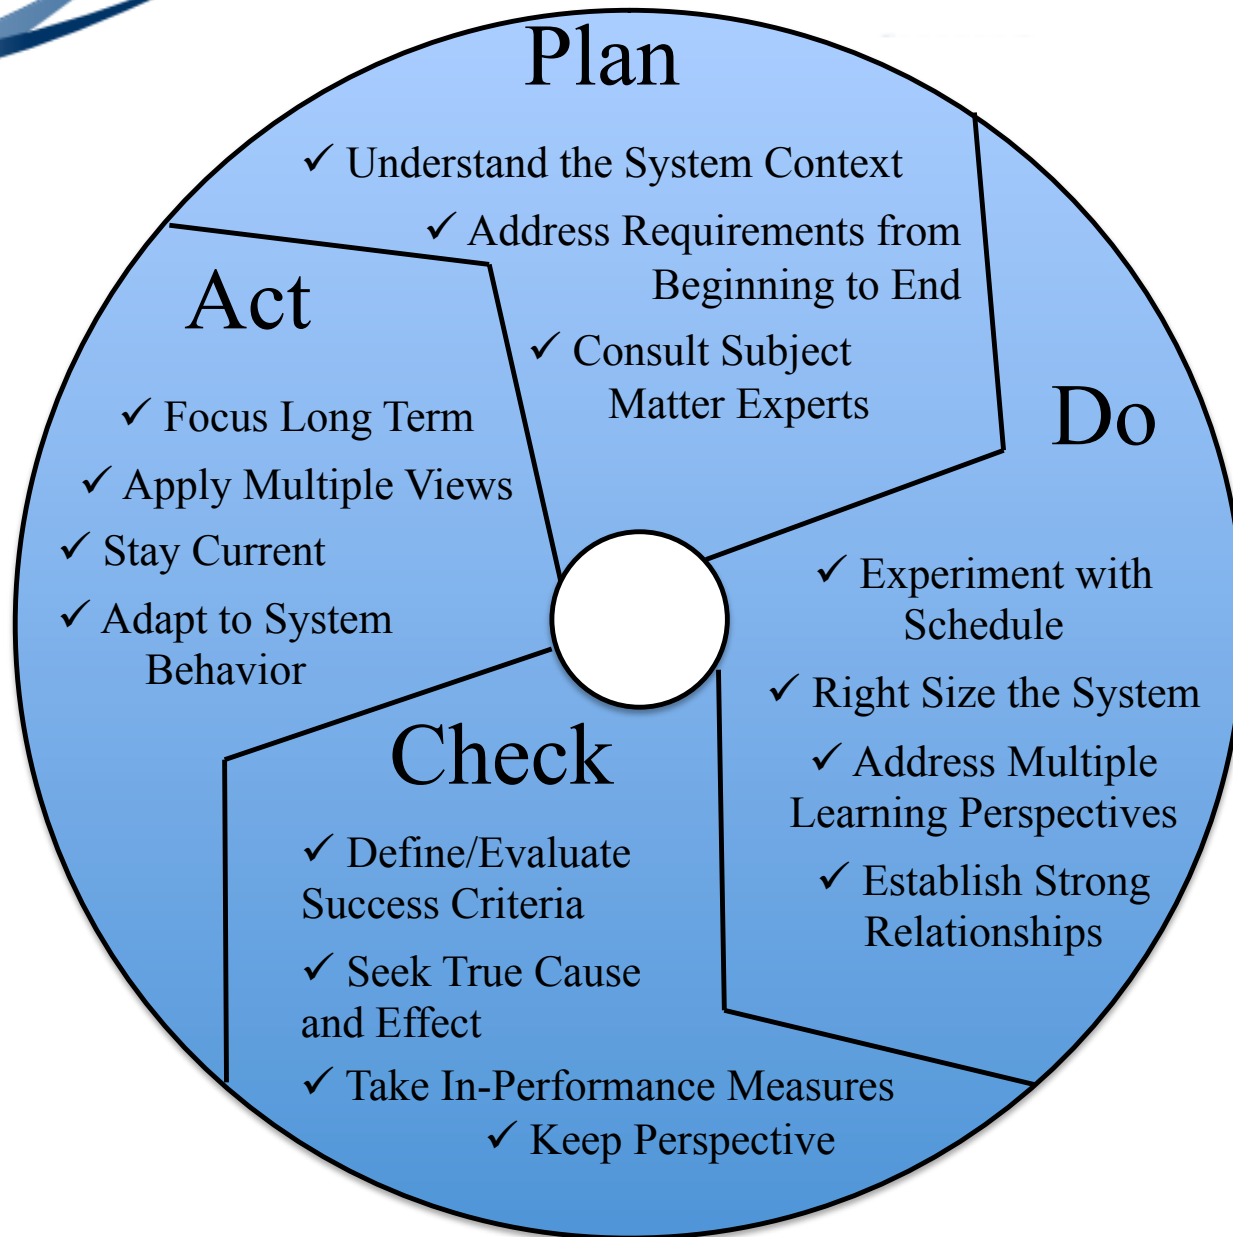 Plan
✓ Understand the System Context
✓ Address Requirements from
Beginning to End
✓ Consult Subject
Matter Experts
Do
✓ Experiment with
Schedule
✓ Right Size the System
✓ Address Multiple
Learning Perspectives
✓ Establish Strong
Relationships
Check
✓ Define/Evaluate
Success Criteria
✓ Seek True Cause
and Effect
✓ Take In-Performance Measures
✓ Keep Perspective
Act
✓ Focus Long Term
✓ Apply Multiple Views
✓ Stay Current
✓ Adapt to System
Behavior